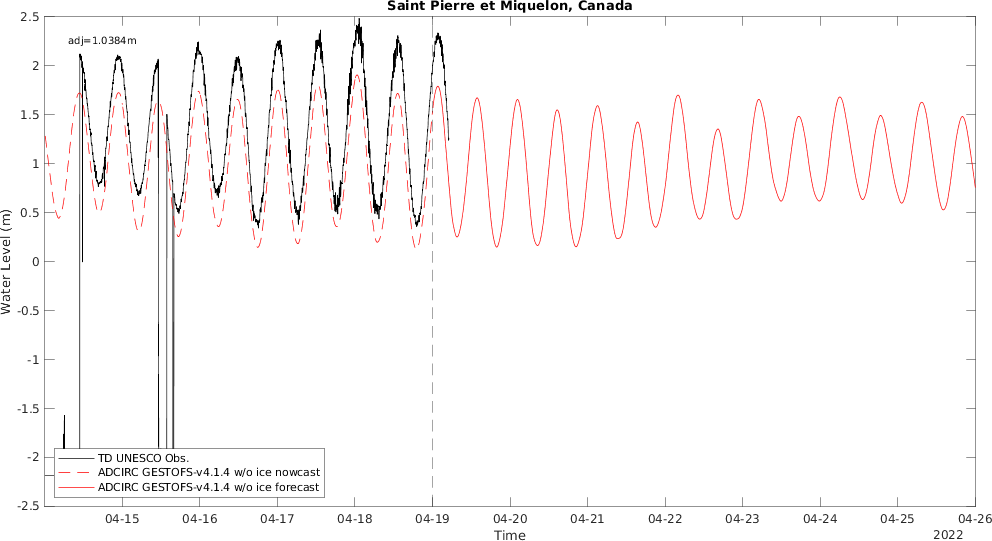 Saint Pierre et Miquelon, Canada
adj=1.0384m
2.5
2
1.5
1
0.5
0
-0.5
-1
-1.5
-2
-2.5
Water Level (m)
TD UNESCO Obs.
ADCIRC GESTOFS-v4.1.4 w/o ice nowcast
ADCIRC GESTOFS-v4.1.4 w/o ice forecast
04-15 04-16 04-17 04-18 04-19 04-20 04-21 04-22 04-23 04-24 04-25 04-26
Time
2022